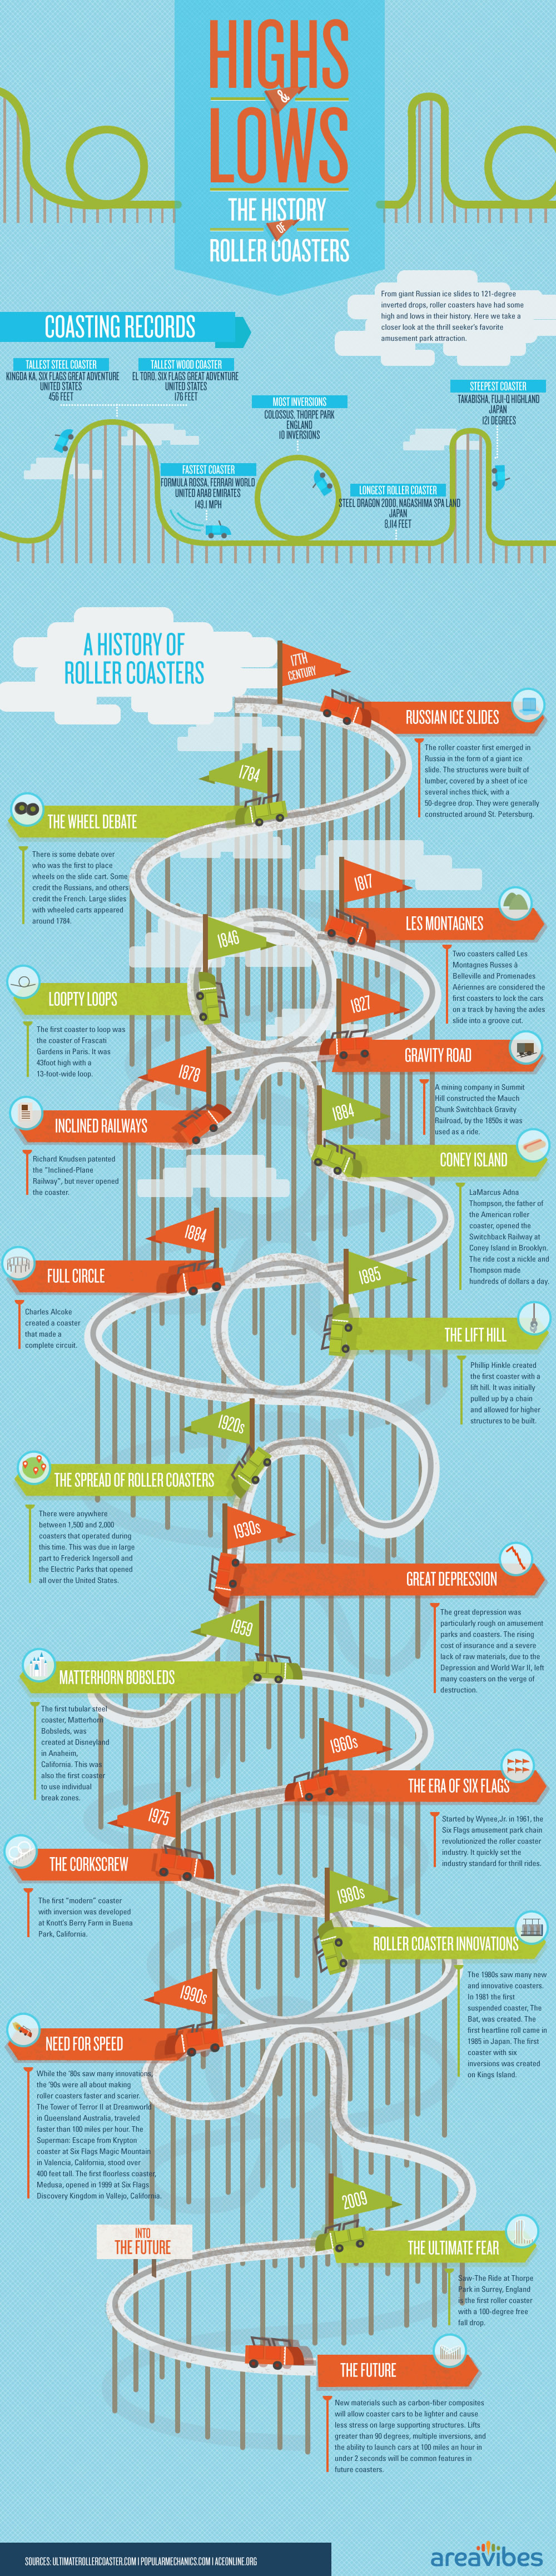 HIGHS
&
LOWS
THE HISTORY
OF
ROLLER COASTERS
From giant Russian ice slides to 121-degree
inverted drops, roller coasters have had some
high and lows in their history. Here we take a
closer look at the thrill seeker's favorite
amusement park attraction.
COASTING RECORDS
TALLEST STEEL COASTER
KINGDA KA, SIX FLAGS GREAT ADVENTURE
UNITED STATES
456 FEET
TALLEST WOOD COASTER
EL TORO, SIX FLAGS GREAT ADVENTURE
UNITED STATES
176 FEET
MOST INVERSIONS
COLOSSUS, THORPE PARK
ENGLAND
10 INVERSIONS
STEEPEST COASTER
TAKABISHA, FUJI-Q HIGHLAND
JAPAN
121 DEGREES
FASTEST COASTER
FORMULA ROSSA, FERRARI WORLD
UNITED ARAB EMIRATES
149.1 MPH
LONGEST ROLLER COASTER
STEEL DRAGON 2000, NAGASHIMA SPA LAND
JAPAN
8,114 FEET
A HISTORY OF
ROLLER COASTERS
17TH
CENTURY
RUSSIAN ICE SLIDES
The roller coaster first emerged in
Russia in the form of a giant ice
slide. The structures were built of
lumber, covered by a sheet of ice
several inches thick, with a
50-degree drop. They were generally
constructed around St. Petersburg.
1784
THE WHEEL DEBATE
There is some debate over
who was the first to place
wheels on the slide cart. Some
credit the Russians, and others
credit the French. Large slides
with wheeled carts appeared
around 1784.
1817
LES MONTAGNES
Two coasters called Les
Montagnes Russes à
Belleville and Promenades
Aériennes are considered the
first coasters to lock the cars
on a track by having the axles
slide into a groove cut.
1846
LOOPTY LOOPS
The first coaster to loop was
the coaster of Frascati
Gardens in Paris. It was
43foot high with a
13-foot-wide loop.
1827
GRAVITY ROAD
A mining company in Summit
Hill constructed the Mauch
Chunk Switchback Gravity
Railroad, by the 1850s it was
used as a ride.
1878
INCLINED RAILWAYS
Richard Knudsen patented
the "Inclined-Plane
Railway", but never opened
the coaster.
1884
CONEY ISLAND
LaMarcus Adna
Thompson, the father of
the American roller
coaster, opened the
Switchback Railway at
Coney Island in Brooklyn.
The ride cost a nickle and
Thompson made
hundreds of dollars a day.
1884
FULL CIRCLE
Charles Alcoke
created a coaster
that made a
complete circuit.
1885
THE LIFT HILL
Phillip Hinkle created
the first coaster with a
lift hill. It was initially
pulled up by a chain
and allowed for higher
structures to be built.
1920s
THE SPREAD OF ROLLER COASTERS
There were anywhere
between 1,500 and 2,000
coasters that operated during
this time. This was due in large
part to Frederick Ingersoll and
the Electric Parks that opened
all over the United States.
1930s
GREAT DEPRESSION
The great depression was
particularly rough on amusement
parks and coasters. The rising
cost of insurance and a severe
lack of raw materials, due to the
Depression and World War II, left
many coasters on the verge of
destruction.
1959
MATTERHORN BOBSLEDS
The first tubular steel
coaster, Matterhorn
Bobsleds, was
created at Disneyland
in Anaheim,
California. This was
also the first coaster
to use individual
break zones.
1960s
THE ERA OF SIX FLAGS
Started by Wynee,Jr. in 1961, the
Six Flags amusement park chain
revolutionized the roller coaster
industry. It quickly set the
industry standard for thrill rides.
1975
THE CORKSCREW
The first "modern" coaster
with inversion was developed
at Knott's Berry Farm in Buena
Park, California.
1980s
ROLLER COASTER INNOVATIONS
The 1980s saw many new
and innovative coasters.
In 1981 the first
suspended coaster, The
Bat, was created. The
first heartline roll came in
1985 in Japan. The first
coaster with six
inversions was created
on Kings Island.
1990s
NEED FOR SPEED
While the '80s saw many innovations,
the '90s were all about making
roller coasters faster and scarier.
The Tower of Terror II at Dreamworld
in Queensland Australia, traveled
faster than 100 miles per hour. The
Superman: Escape from Krypton
coaster at Six Flags Magic Mountain
in Valencia, California, stood over
400 feet tall. The first floorless coaster,
Medusa, opened in 1999 at Six Flags
Discovery Kingdom in Vallejo, California.
2009
THE ULTIMATE FEAR
Saw-The Ride at Thorpe
Park in Surrey, England
is the first roller coaster
with a 100-degree free
fall drop.
INTO
THE FUTURE
THE FUTURE
New materials such as carbon-fiber composites
will allow coaster cars to be lighter and cause
less stress on large supporting structures. Lifts
greater than 90 degrees, multiple inversions, and
the ability to launch cars at 100 miles an hour in
under 2 seconds will be common features in
future coasters.
SOURCES: ULTIMATEROLLERCOASTER.COM | POPULARMECHANICS.COM | ACEONLINE.ORG
areavibes